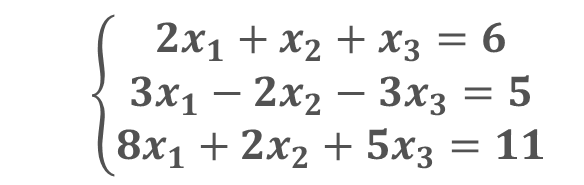 2x₁ + x₂ + x₃ = 6
3x₁ − 2x₂ − 3x₃ = 5
8x₁ + 2x₂ + 5x₃ = 11